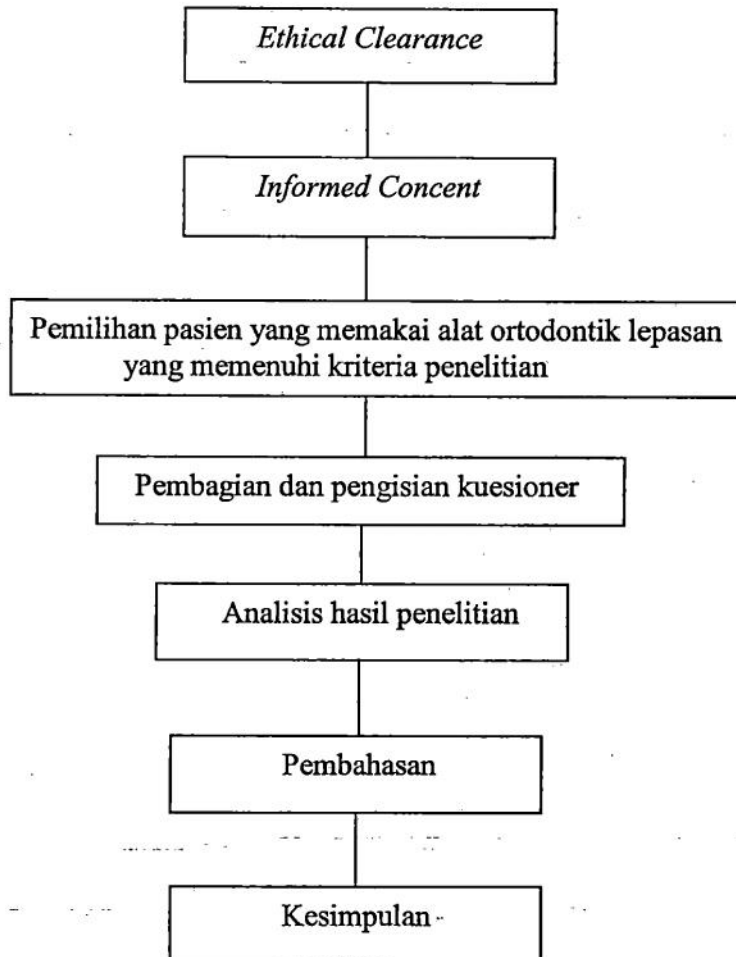 Ethical Clearance
Informed Concent
Pemilihan pasien yang memakai alat ortodontik lepasan
yang memenuhi kriteria penelitian
Pembagian dan pengisian kuesioner
Analisis hasil penelitian
Pembahasan
Kesimpulan